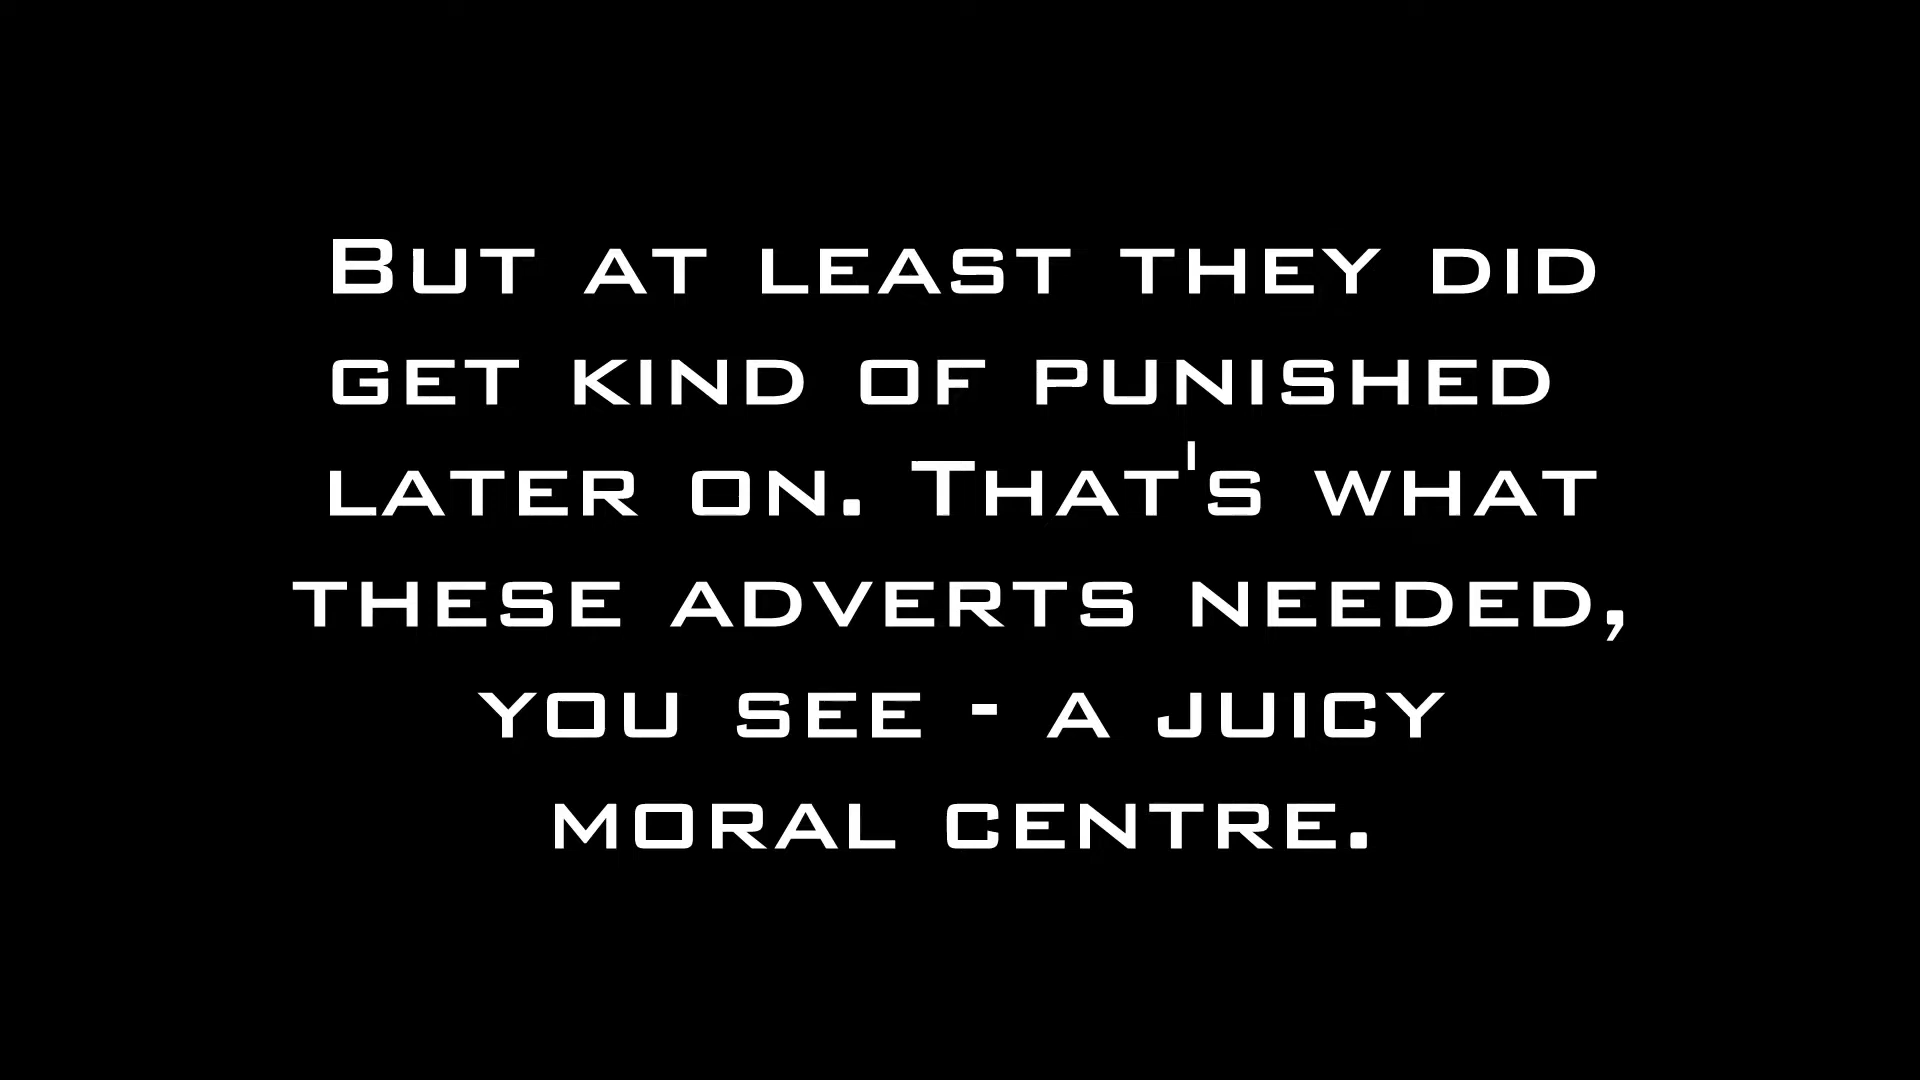 But at least they did
get kind of punished
later on. That's what
these adverts needed,
you see - a juicy
moral centre.